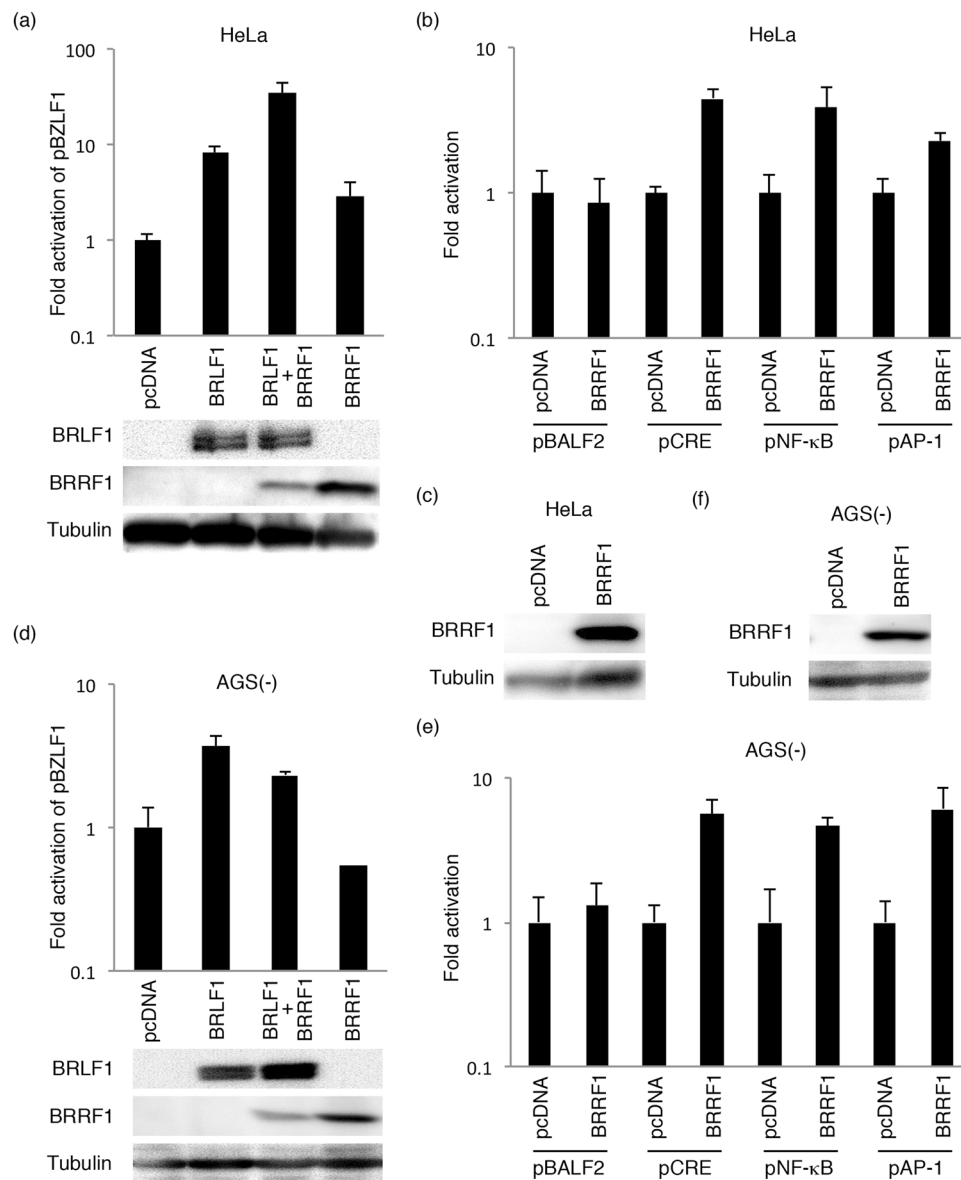 (a)
HeLa
Fold activation of pBZLF1
100
10
1
0.1
pcDNA
BRLF1
BRLF1
+
BRRF1
BRRF1
BRLF1
BRRF1
Tubulin
(b)
HeLa
Fold activation
10
1
0.1
pcDNA
BRRF1
pcDNA
BRRF1
pcDNA
BRRF1
pcDNA
BRRF1
pBALF2
pCRE
pNF-κB
pAP-1
(c)
HeLa
pcDNA
BRRF1
BRRF1
Tubulin
(f)
AGS(-)
pcDNA
BRRF1
BRRF1
Tubulin
(d)
AGS(-)
Fold activation of pBZLF1
10
1
0.1
pcDNA
BRLF1
BRLF1
+
BRRF1
BRRF1
BRLF1
BRRF1
Tubulin
(e)
AGS(-)
Fold activation
10
1
0.1
pcDNA
BRRF1
pcDNA
BRRF1
pcDNA
BRRF1
pcDNA
BRRF1
pBALF2
pCRE
pNF-κB
pAP-1